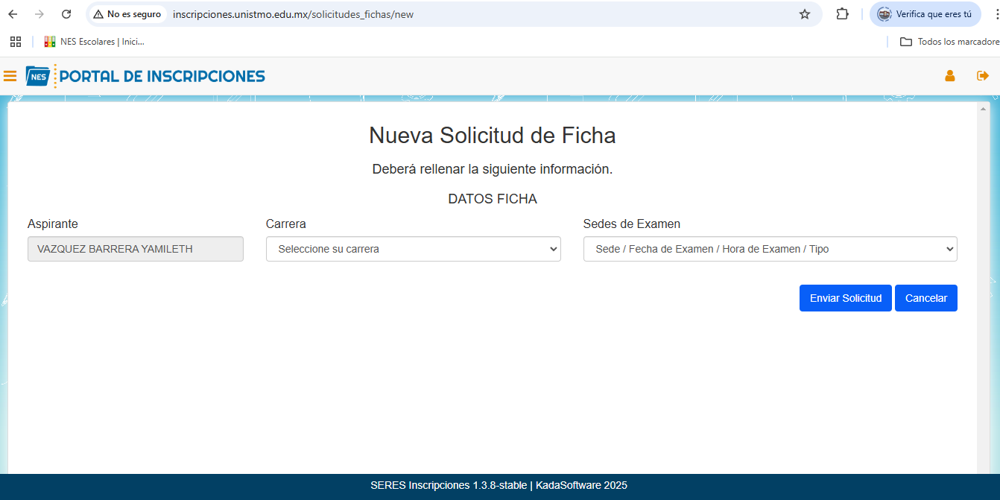 No es seguro
inscripciones.unistmo.edu.mx/solicitudes_fichas/new
Verifica que eres tú
NES Escolares | Inici...
Todos los marcadore
NES
PORTAL DE INSCRIPCIONES
Nueva Solicitud de Ficha
Deberá rellenar la siguiente información.
DATOS FICHA
Aspirante
Carrera
Sedes de Examen
VAZQUEZ BARRERA YAMILETH
Seleccione su carrera
Sede / Fecha de Examen / Hora de Examen / Tipo
Enviar Solicitud
Cancelar
SERES Inscripciones 1.3.8-stable | KadaSoftware 2025